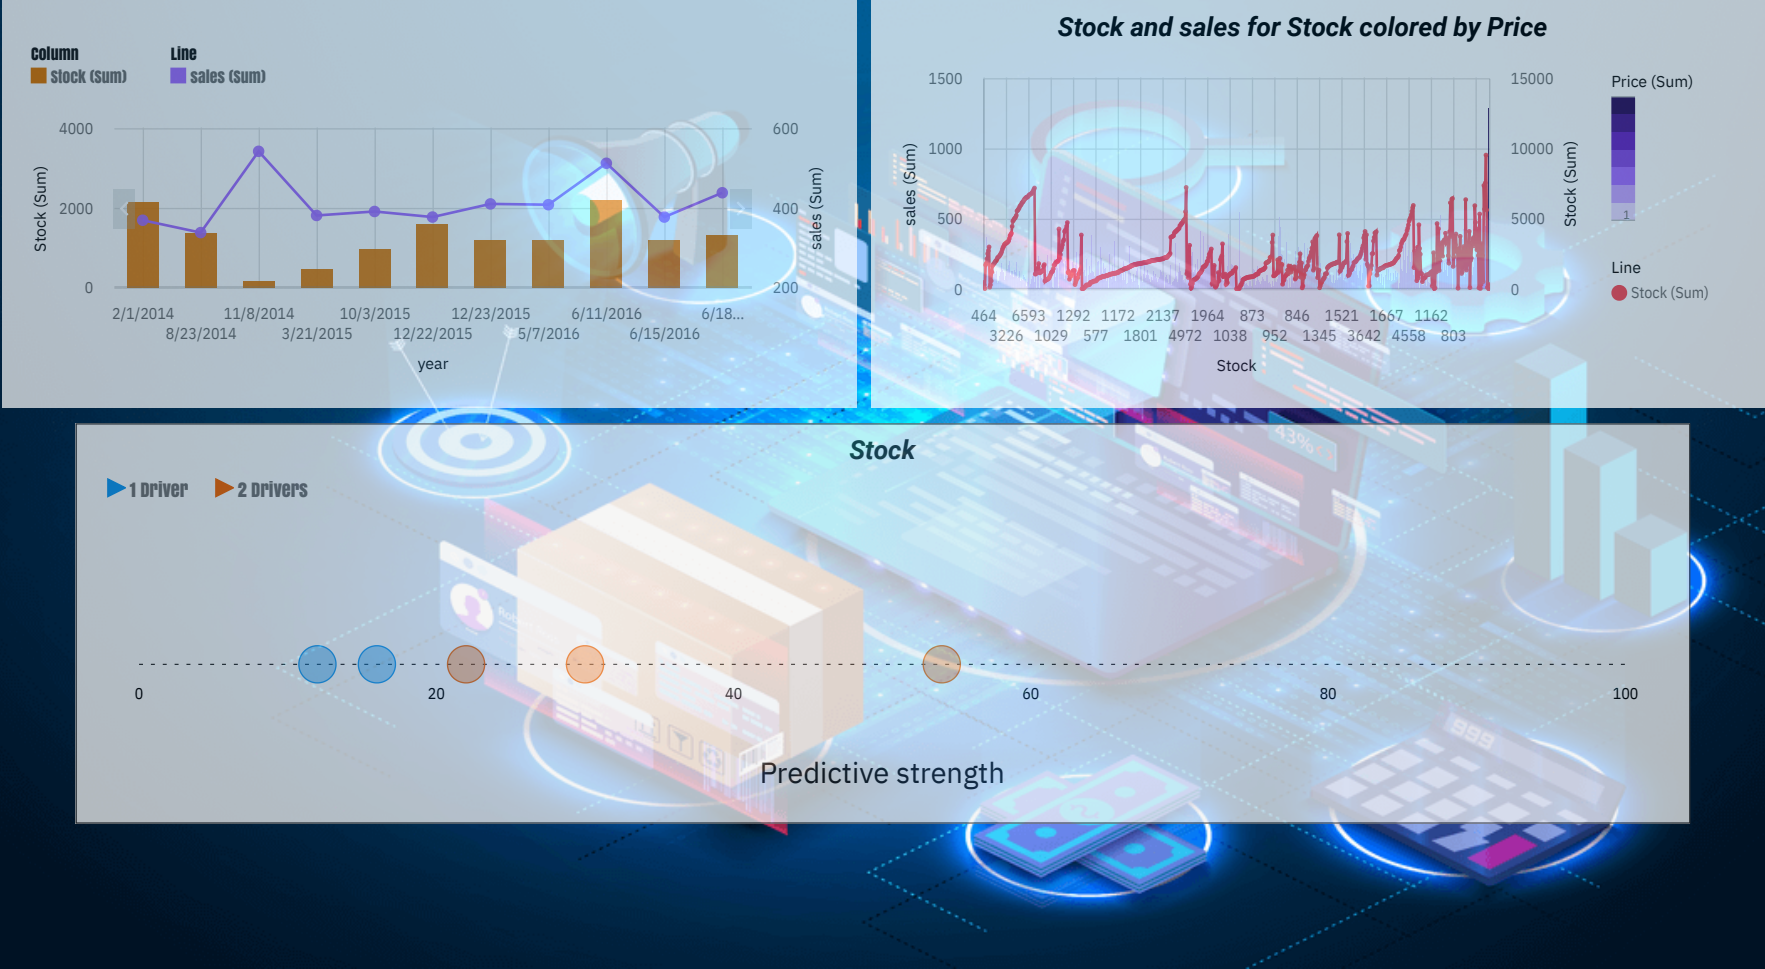 Column
Stock (Sum)
Line
sales (Sum)
4000
2000
0
Stock (Sum)
600
400
200
sales (Sum)
2/1/2014
8/23/2014
11/8/2014
3/21/2015
10/3/2015
12/22/2015
12/23/2015
5/7/2016
6/11/2016
6/15/2016
6/18...
year
Stock and sales for Stock colored by Price
1500
1000
500
0
sales (Sum)
15000
10000
5000
0
Stock (Sum)
464 6593 1292 1172 2137 1964 873 846 1521 1667 1162
3226 1029 577 1801 4972 1038 952 1345 3642 4558 803
Stock
Price (Sum)
1
Line
Stock (Sum)
43%
Stock
1 Driver
2 Drivers
0 20 40 60 80 100
Predictive strength
999